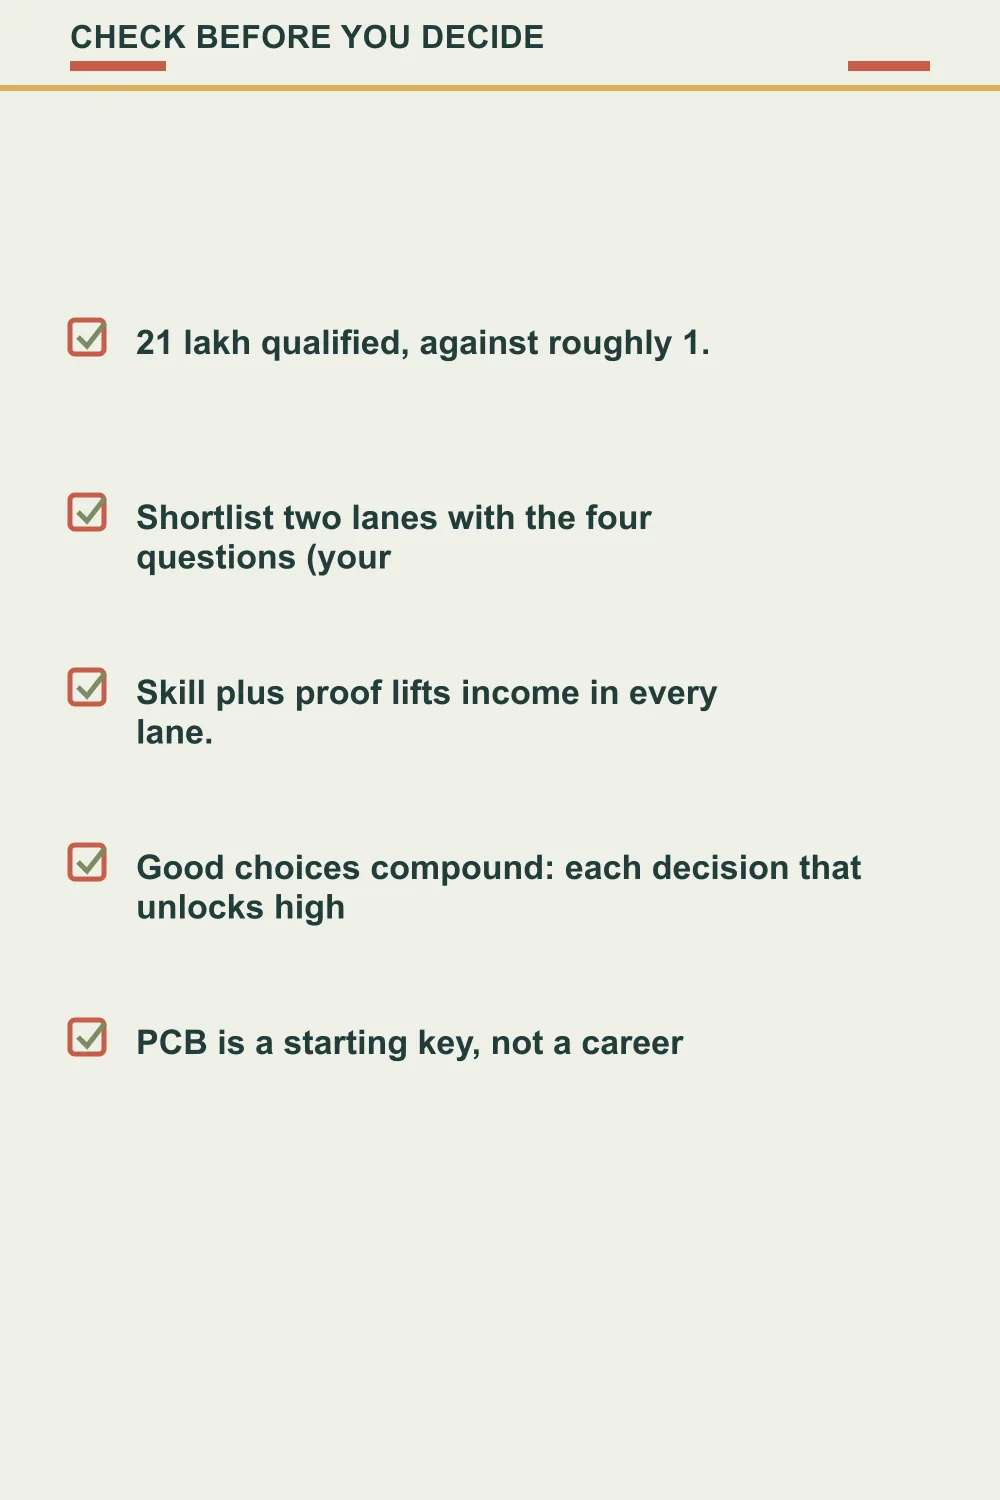 CHECK BEFORE YOU DECIDE
21 lakh qualified, against roughly 1.
Shortlist two lanes with the four
questions (your
Skill plus proof lifts income in every
lane.
Good choices compound: each decision that
unlocks high
PCB is a starting key, not a career